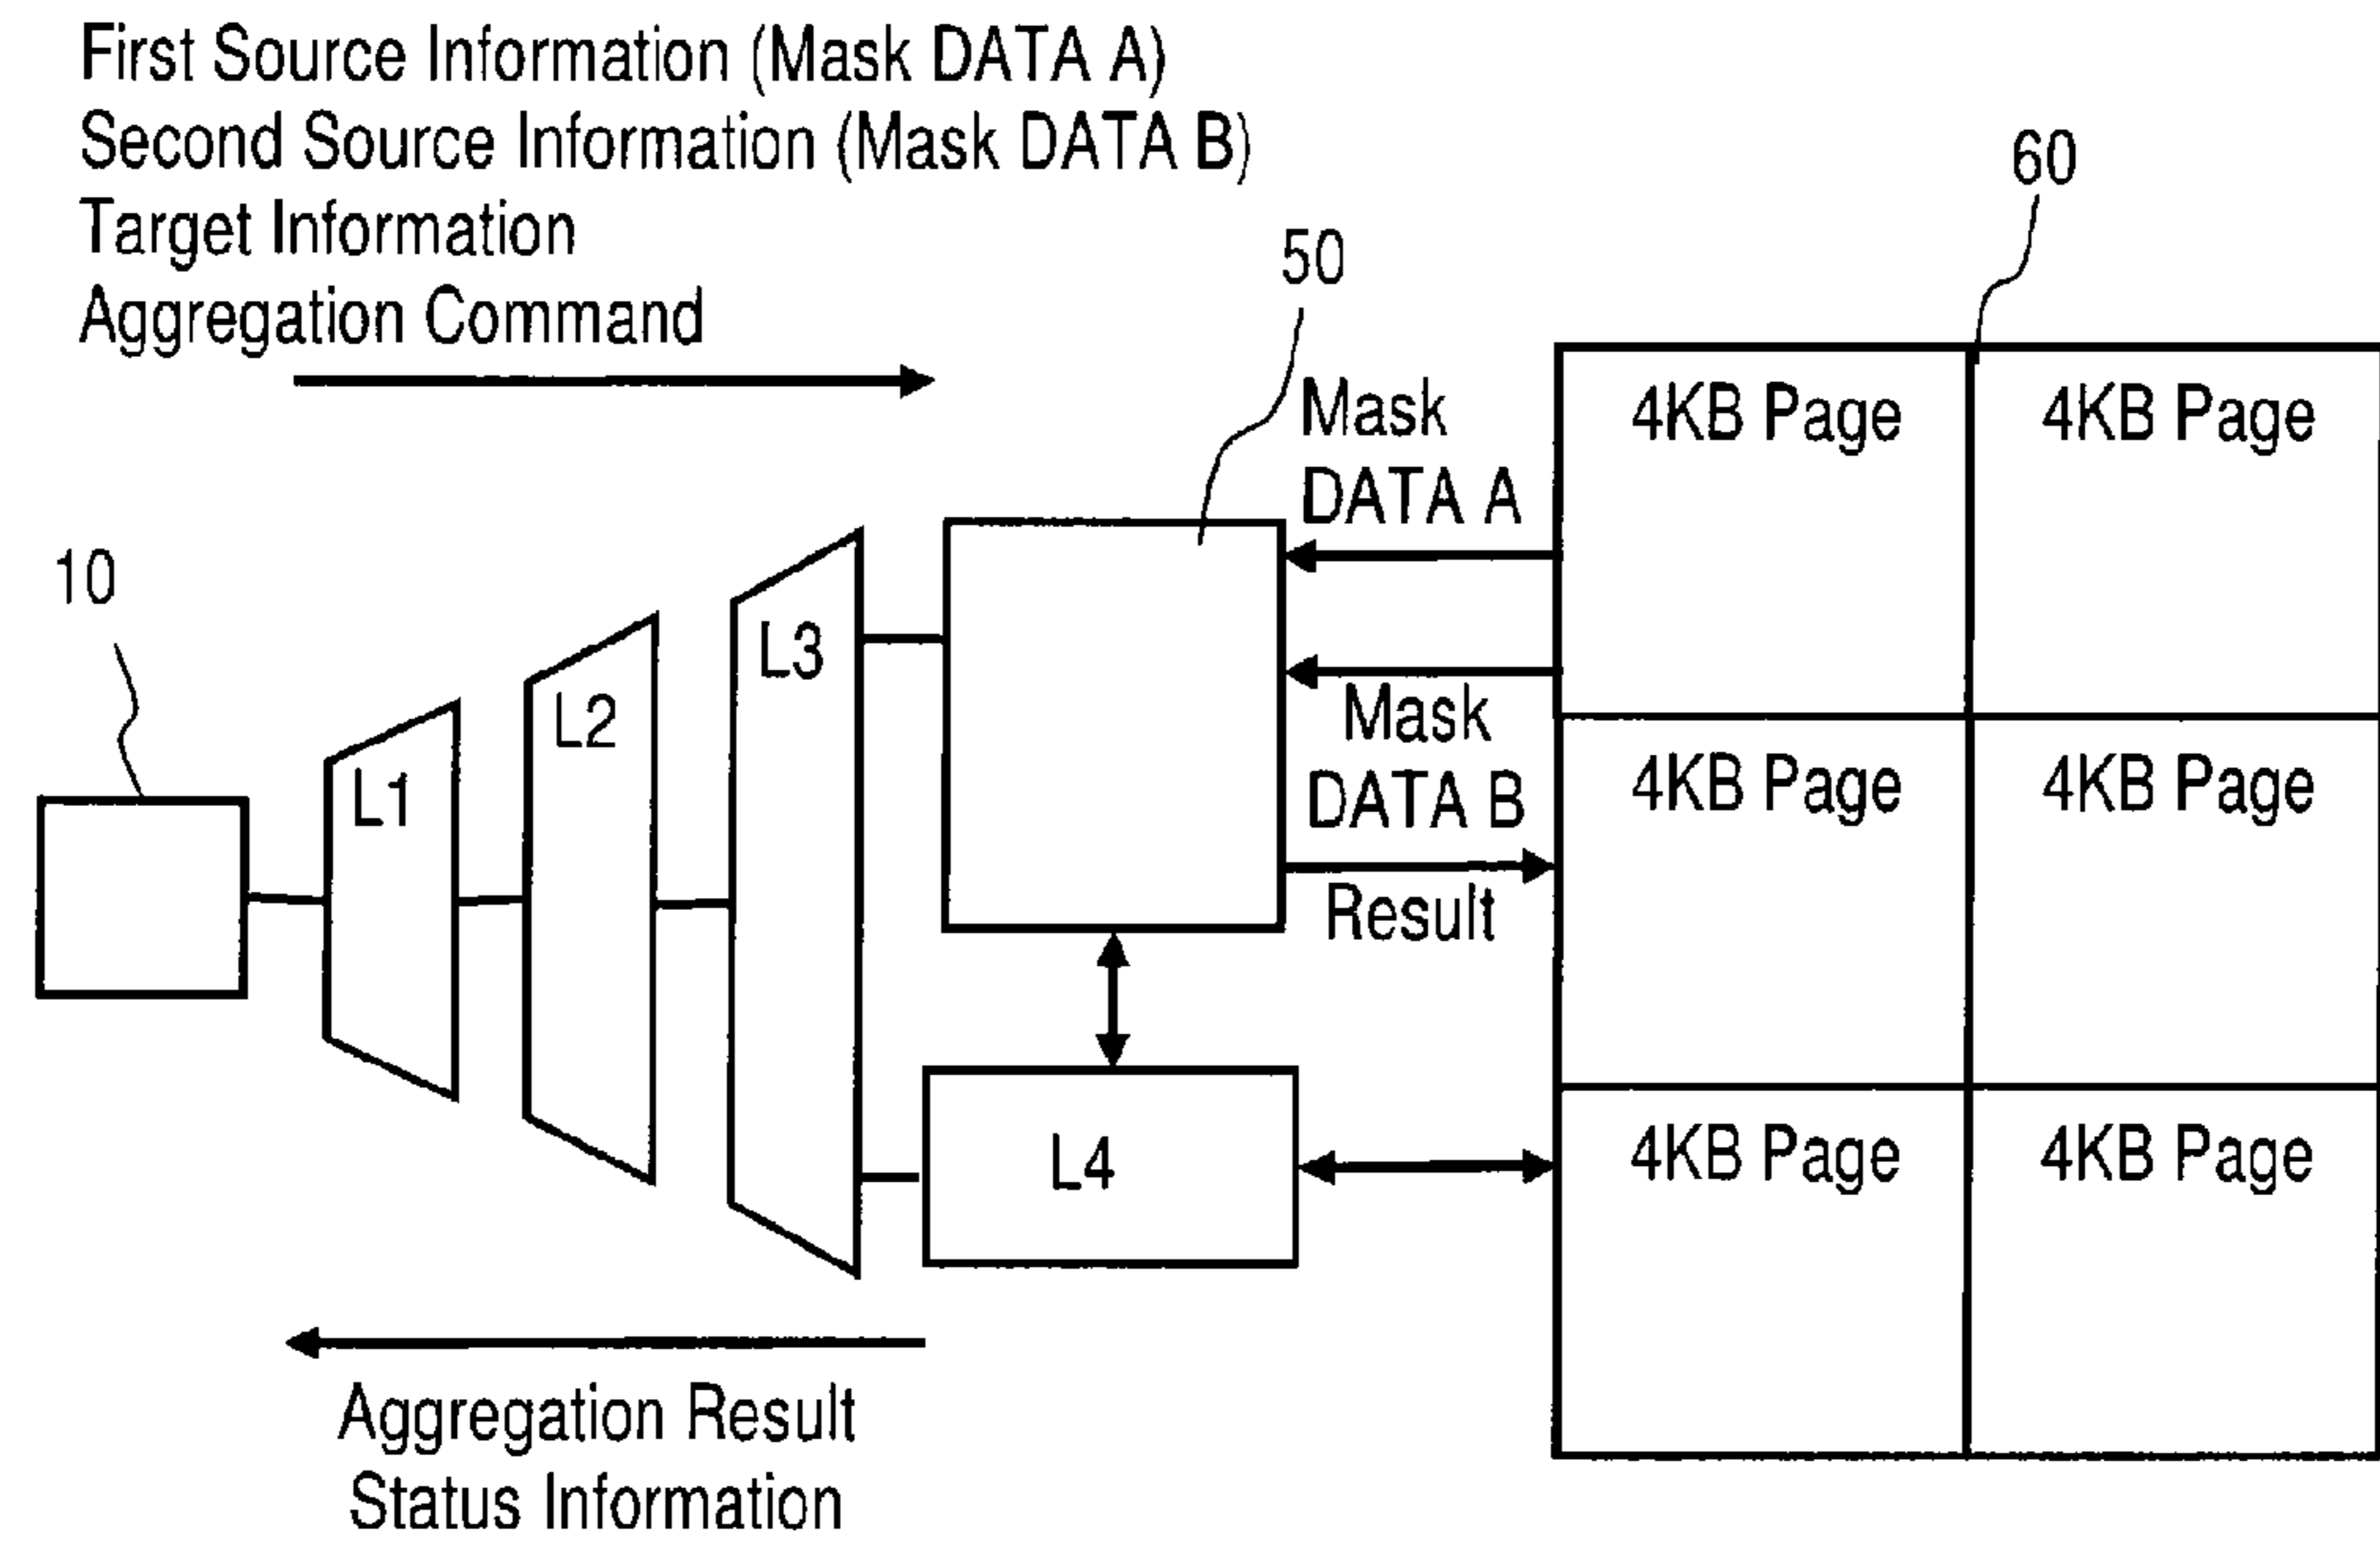 First Source Information (Mask DATA A)
Second Source Information (Mask DATA B)
Target Information
Aggregation Command
60
50
10
Mask
DATA A
Mask
DATA B
Result
L1
L2
L3
L4
4KB Page
4KB Page
4KB Page
4KB Page
4KB Page
4KB Page
Aggregation Result
Status Information